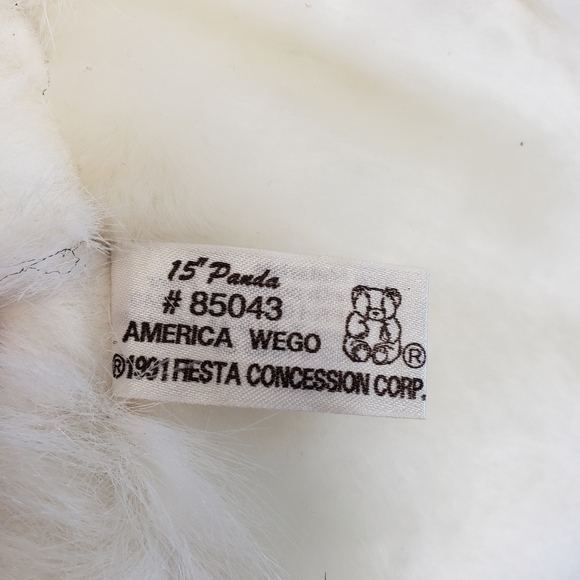 15" Panda
# 85043
AMERICA WEGO
®1991 FIESTA CONCESSION CORP.
®